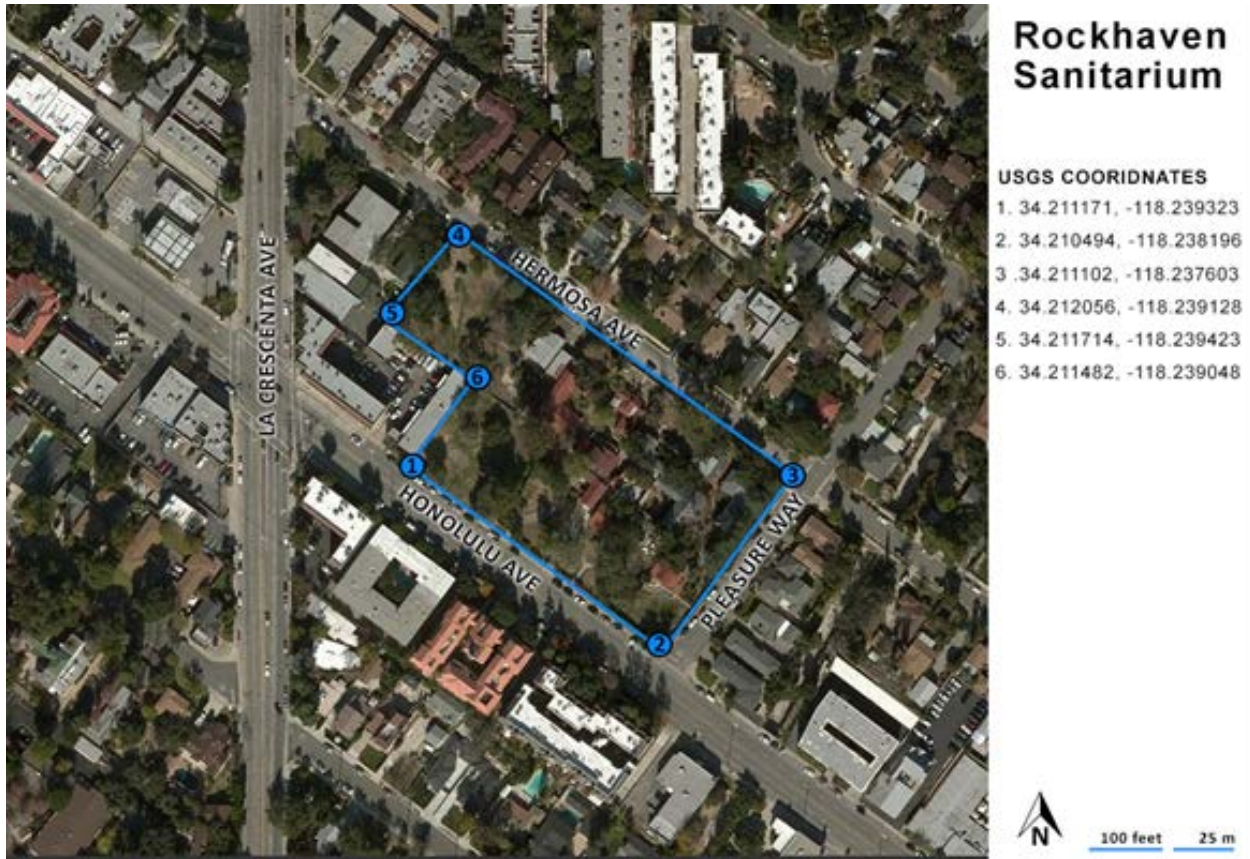 Rockhaven
Sanitarium
USGS COORIDNATES
1. 34.211171, -118.239323
2. 34.210494, -118.238196
3 .34.211102, -118.237603
4. 34.212056, -118.239128
5. 34.211714, -118.239423
6. 34.211482, -118.239048
4
HERMOSA AVE
5
LA CRESCENTA AVE
6
1
3
HONOLULU AVE
PLEASURE WAY
2
N
100 feet
25 m